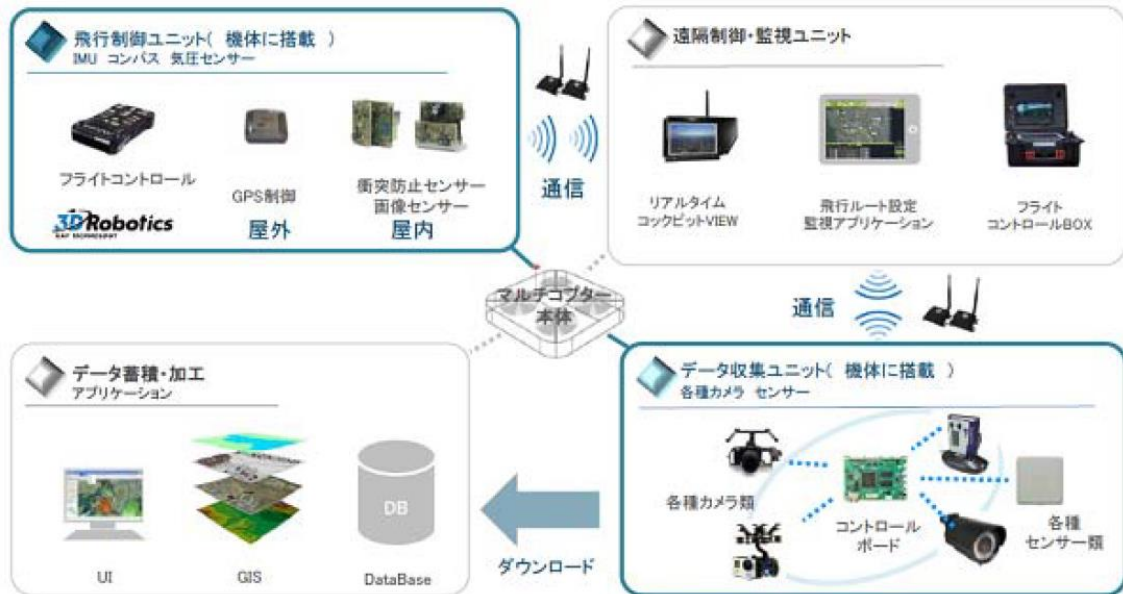 飛行制御ユニット( 機体に搭載 )
IMU コンパス 気圧センサー
フライトコントロール
3DRobotics
GPS制御
屋外
衝突防止センサー
画像センサー
屋内
通信
遠隔制御・監視ユニット
リアルタイム
コックピットVIEW
飛行ルート設定
監視アプリケーション
フライト
コントロールBOX
マルチコプター
本体
通信
データ蓄積・加工
アプリケーション
UI
GIS
DB
DataBase
ダウンロード
データ収集ユニット( 機体に搭載 )
各種カメラ センサー
各種カメラ類
コントロール
ボード
各種
センサー類